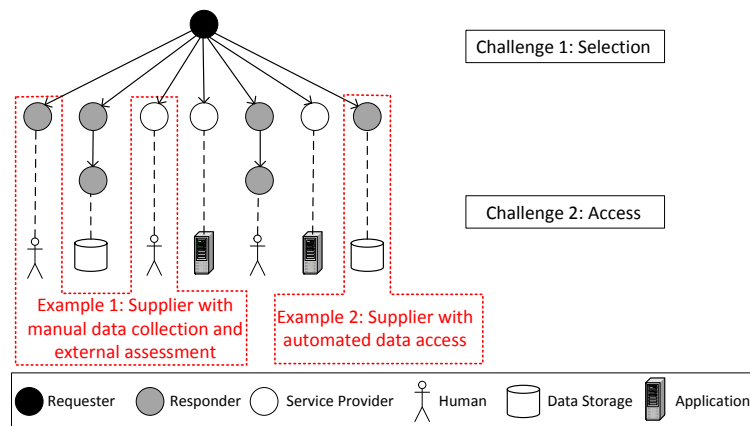 Challenge 1: Selection
Challenge 2: Access
Example 1: Supplier with
manual data collection and
external assessment
Example 2: Supplier with
automated data access
Requester
Responder
Service Provider
Human
Data Storage
Application